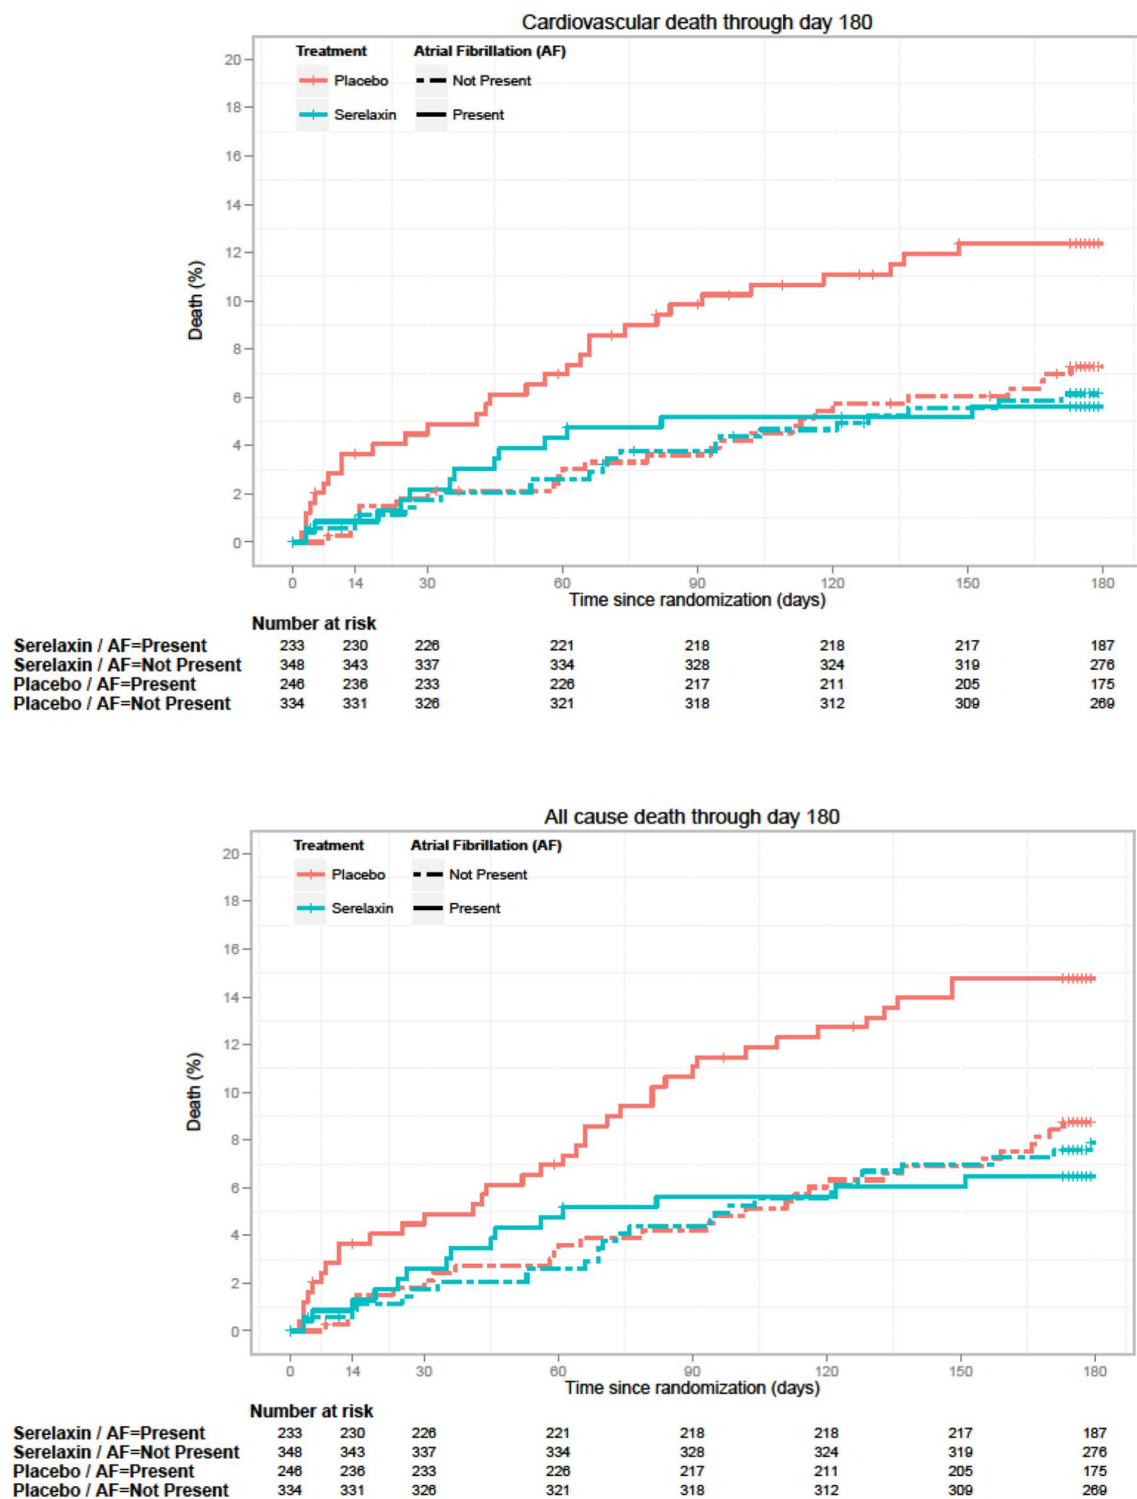 Cardiovascular death through day 180
Treatment Atrial Fibrillation (AF)
Placebo Not Present
Serelaxin Present
Death (%)
20
18
16
14
12
10
8
6
4
2
0
0 14 30 60 90 120 150 180
Time since randomization (days)
Number at risk
Serelaxin / AF=Present 233 230 226 221 218 218 217 187
Serelaxin / AF=Not Present 348 343 337 334 328 324 319 276
Placebo / AF=Present 246 236 233 226 217 211 205 175
Placebo / AF=Not Present 334 331 326 321 318 312 309 269
All cause death through day 180
Treatment Atrial Fibrillation (AF)
Placebo Not Present
Serelaxin Present
Death (%)
20
18
16
14
12
10
8
6
4
2
0
0 14 30 60 90 120 150 180
Time since randomization (days)
Number at risk
Serelaxin / AF=Present 233 230 226 221 218 218 217 187
Serelaxin / AF=Not Present 348 343 337 334 328 324 319 276
Placebo / AF=Present 246 236 233 226 217 211 205 175
Placebo / AF=Not Present 334 331 326 321 318 312 309 269